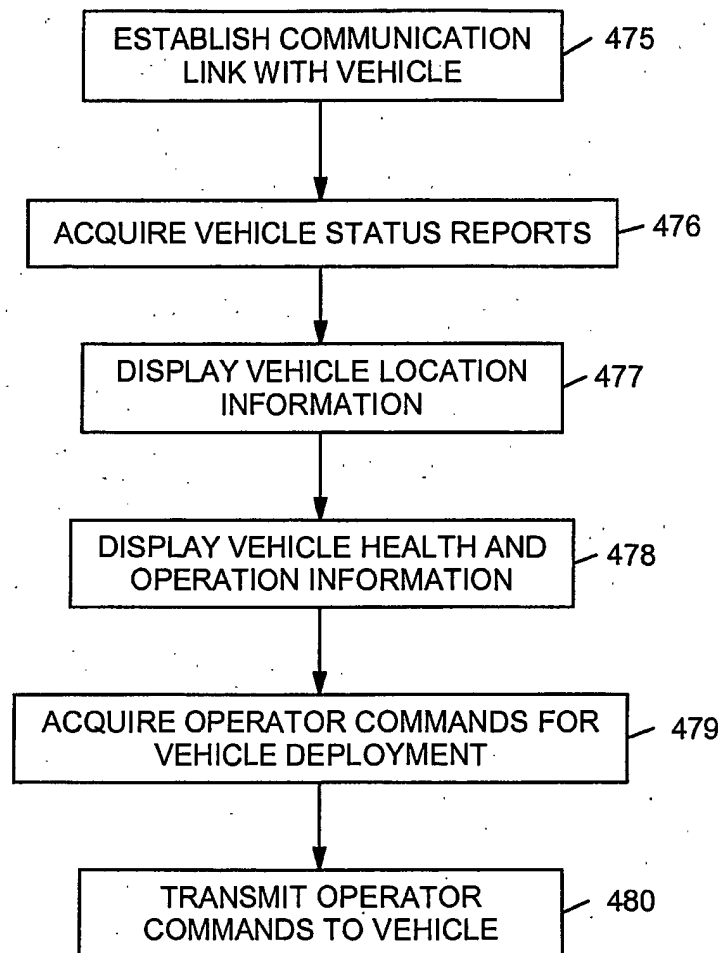 ESTABLISH COMMUNICATION
LINK WITH VEHICLE
475
ACQUIRE VEHICLE STATUS REPORTS
476
DISPLAY VEHICLE LOCATION
INFORMATION
477
DISPLAY VEHICLE HEALTH AND
OPERATION INFORMATION
478
ACQUIRE OPERATOR COMMANDS FOR
VEHICLE DEPLOYMENT
479
TRANSMIT OPERATOR
COMMANDS TO VEHICLE
480